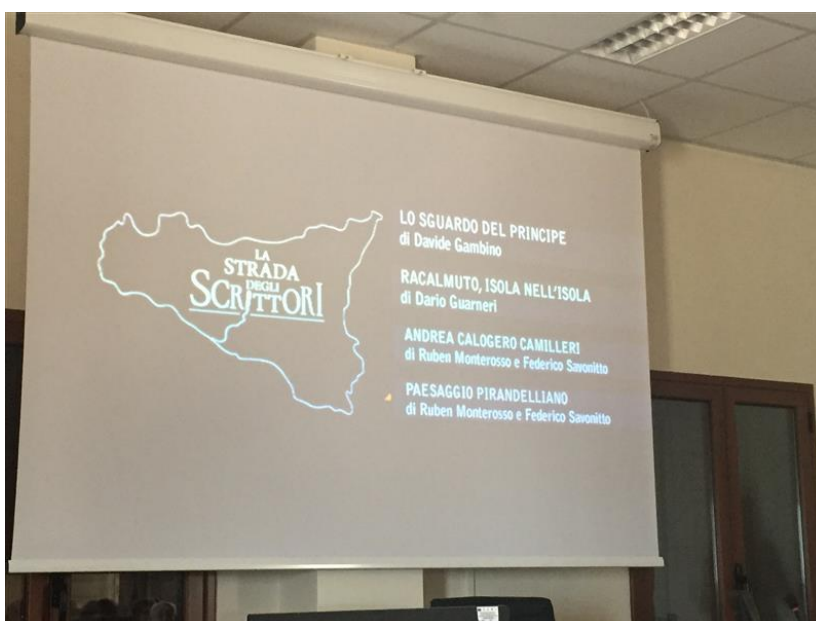 LA
STRADA
DEGLI
SCRITTORI
LO SGUARDO DEL PRINCIPE
di Davide Gambino
RACALMUTO, ISOLA NELL'ISOLA
di Dario Guarneri
ANDREA CALOGERO CAMILLERI
di Ruben Monterosso e Federico Savonitto
PAESAGGIO PIRANDELLIANO
di Ruben Monterosso e Federico Savonitto